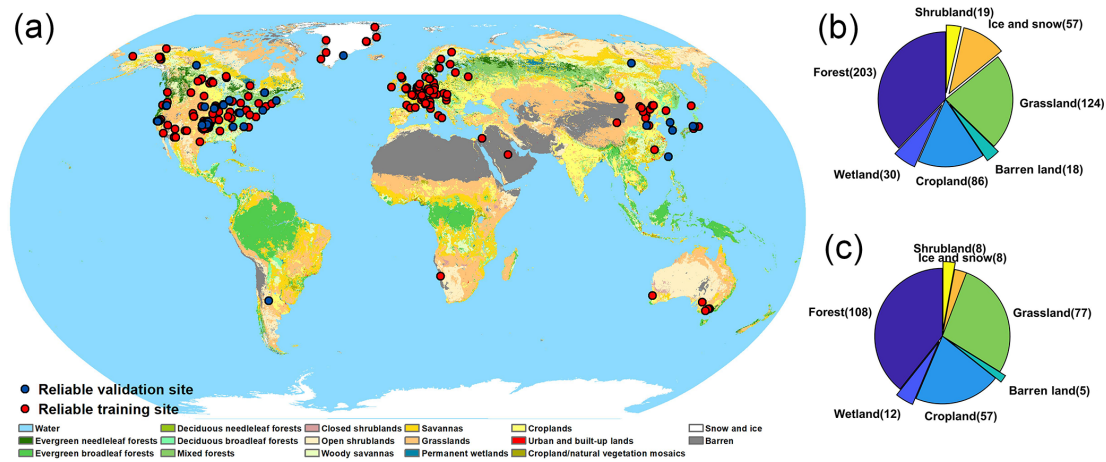 (a)
Reliable validation site
Reliable training site
Water
Evergreen needleleaf forests
Evergreen broadleaf forests
Deciduous needleleaf forests
Deciduous broadleaf forests
Mixed forests
Closed shrublands
Open shrublands
Woody savannas
Savannas
Grasslands
Permanent wetlands
Croplands
Urban and built-up lands
Cropland/natural vegetation mosaics
Snow and ice
Barren
(b)
Shrubland(19)
Ice and snow(57)
Forest(203)
Grassland(124)
Barren land(18)
Wetland(30)
Cropland(86)
(c)
Shrubland(8)
Ice and snow(8)
Forest(108)
Grassland(77)
Barren land(5)
Wetland(12)
Cropland(57)